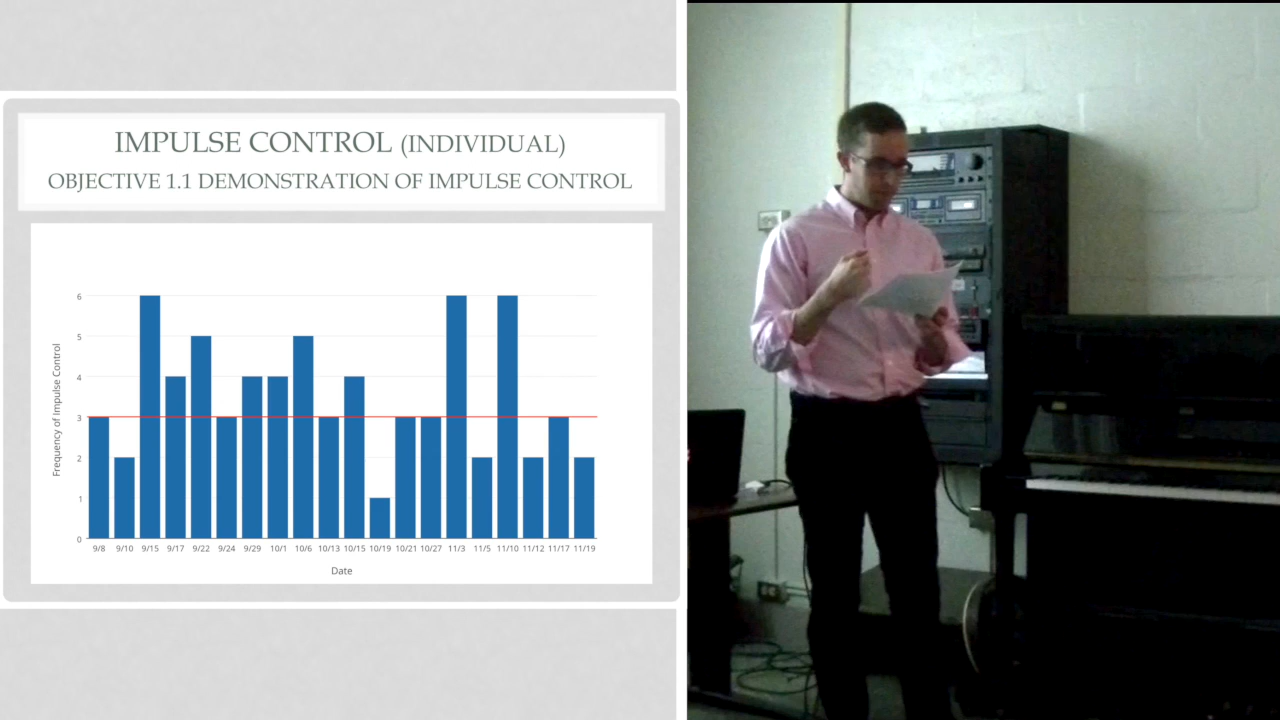 IMPULSE CONTROL (INDIVIDUAL)
OBJECTIVE 1.1 DEMONSTRATION OF IMPULSE CONTROL
Frequency of Impulse Control
6
5
4
3
2
1
0
9/8 9/10 9/15 9/17 9/22 9/24 9/29 10/1 10/6 10/13 10/15 10/19 10/21 10/27 11/3 11/5 11/10 11/12 11/17 11/19
Date